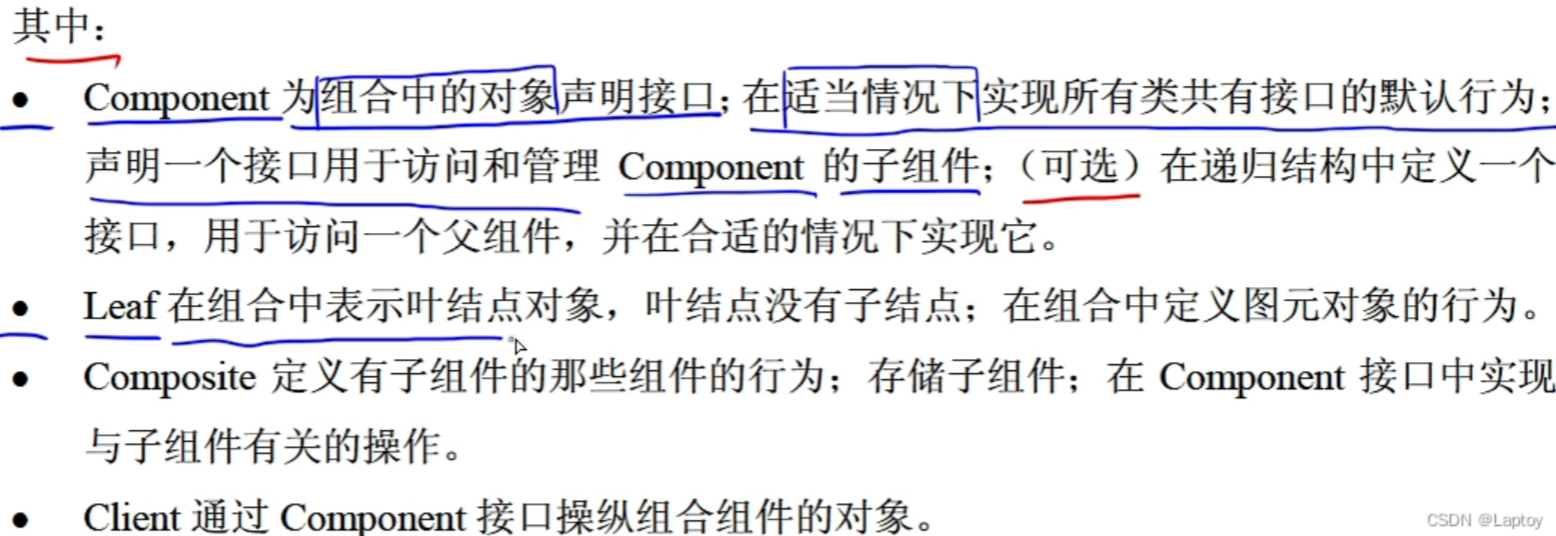 其中：
● Component 为组合中的对象声明接口；在适当情况下实现所有类共有接口的默认行为；
声明一个接口用于访问和管理 Component 的子组件；（可选）在递归结构中定义一个
接口，用于访问一个父组件，并在合适的情况下实现它。
● Leaf 在组合中表示叶结点对象，叶结点没有子结点；在组合中定义图元对象的行为。
● Composite 定义有子组件的那些组件的行为；存储子组件；在 Component 接口中实现
与子组件有关的操作。
● Client 通过 Component 接口操纵组合组件的对象。
CSDN @Laptoy